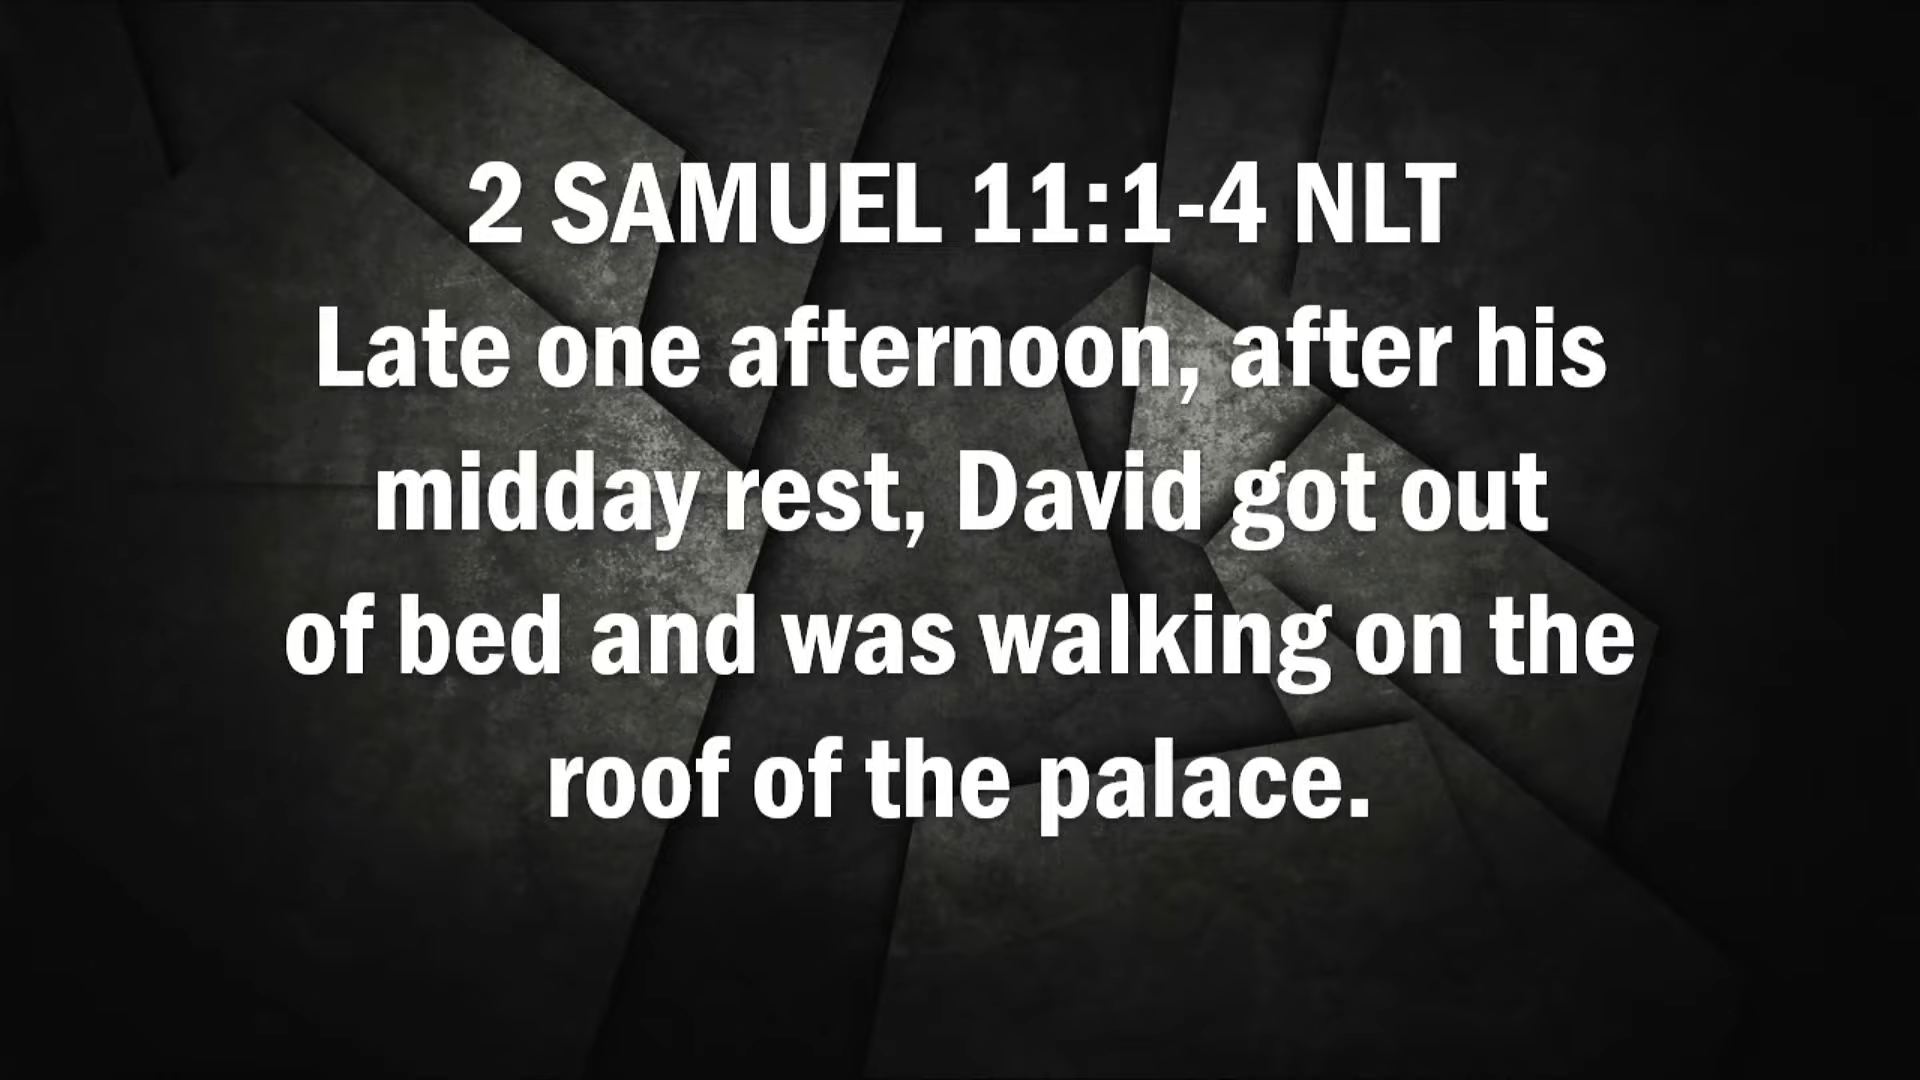 2 SAMUEL 11:1-4 NLT
Late one afternoon, after his
midday rest, David got out
of bed and was walking on the
roof of the palace.